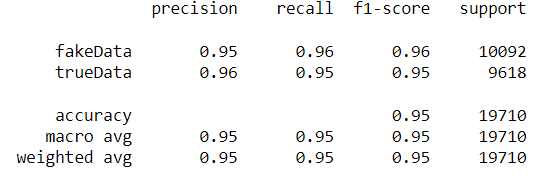 precision recall f1-score support
fakeData 0.95 0.96 0.96 10092
trueData 0.96 0.95 0.95 9618
accuracy 0.95 19710
macro avg 0.95 0.95 0.95 19710
weighted avg 0.95 0.95 0.95 19710